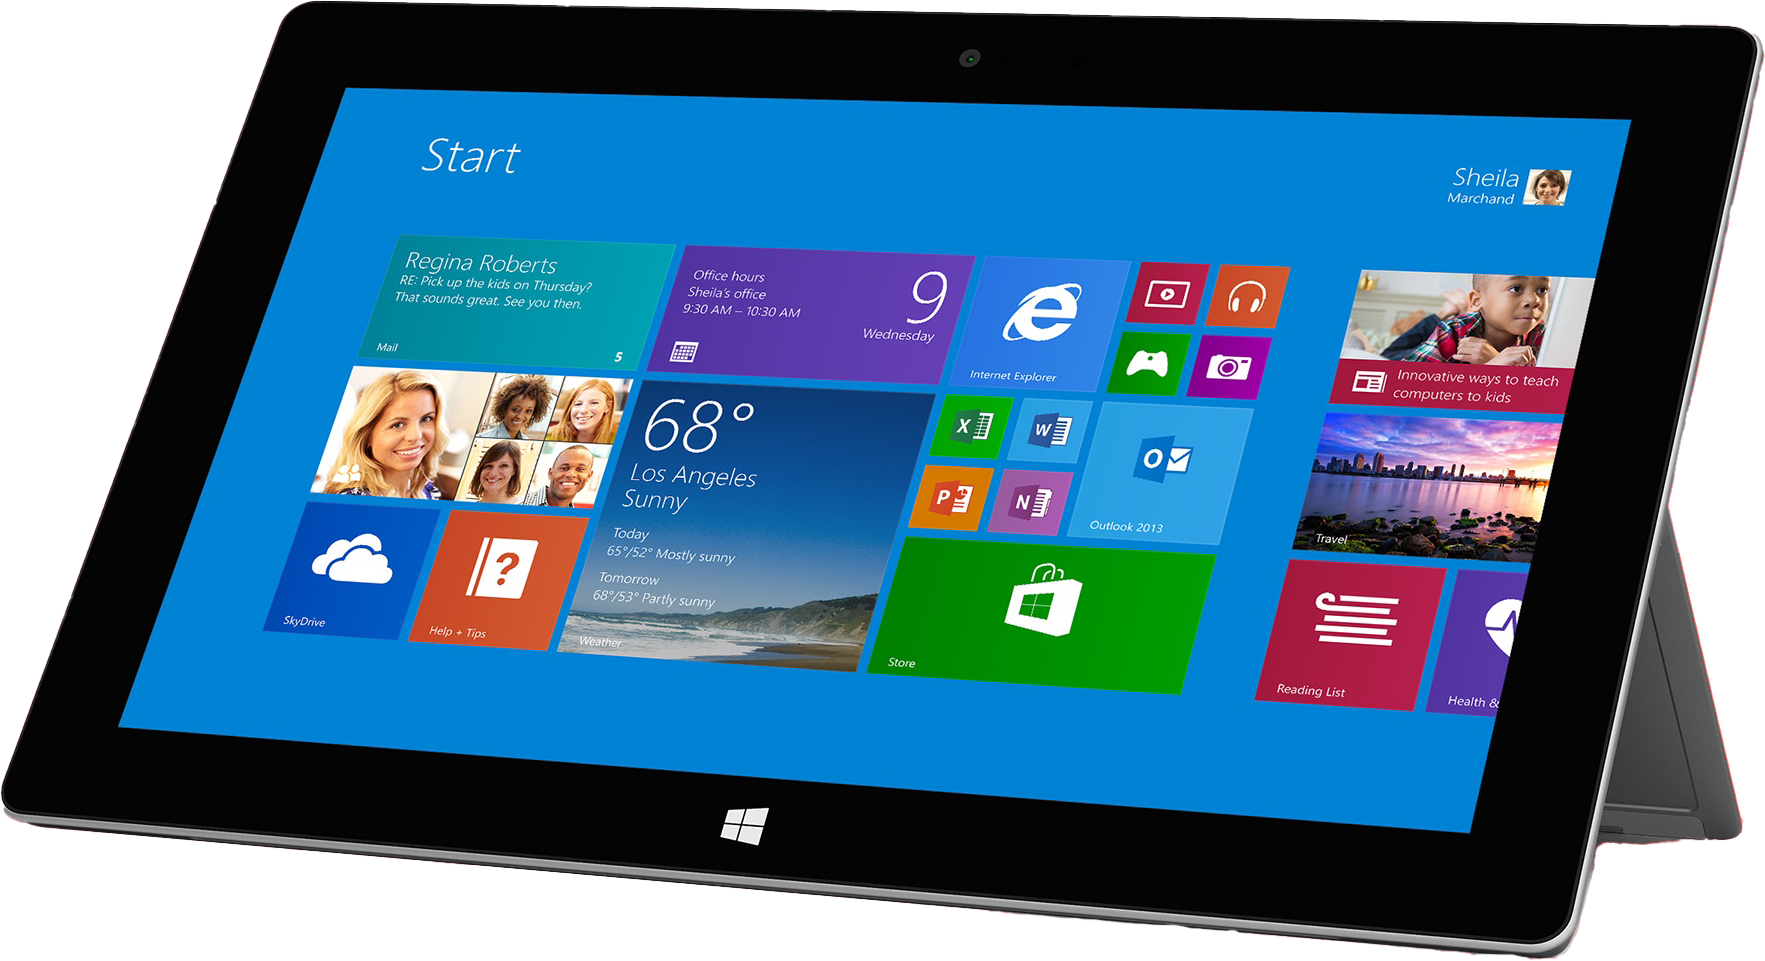 Start
Sheila
Marchand
Regina Roberts
RE: Pick up the kids on Thursday?
That sounds great. See you then.
Mail
5
Office hours
Sheila's office
9:30 AM – 10:30 AM
9
Wednesday
Internet Explorer
Innovative ways to teach
computers to kids
68°
Los Angeles
Sunny
Today
65°/52° Mostly sunny
Tomorrow
68°/53° Partly sunny
Weather
X
W
P
N
O
Outlook 2013
Travel
SkyDrive
?
Help + Tips
Store
Reading List
Health &